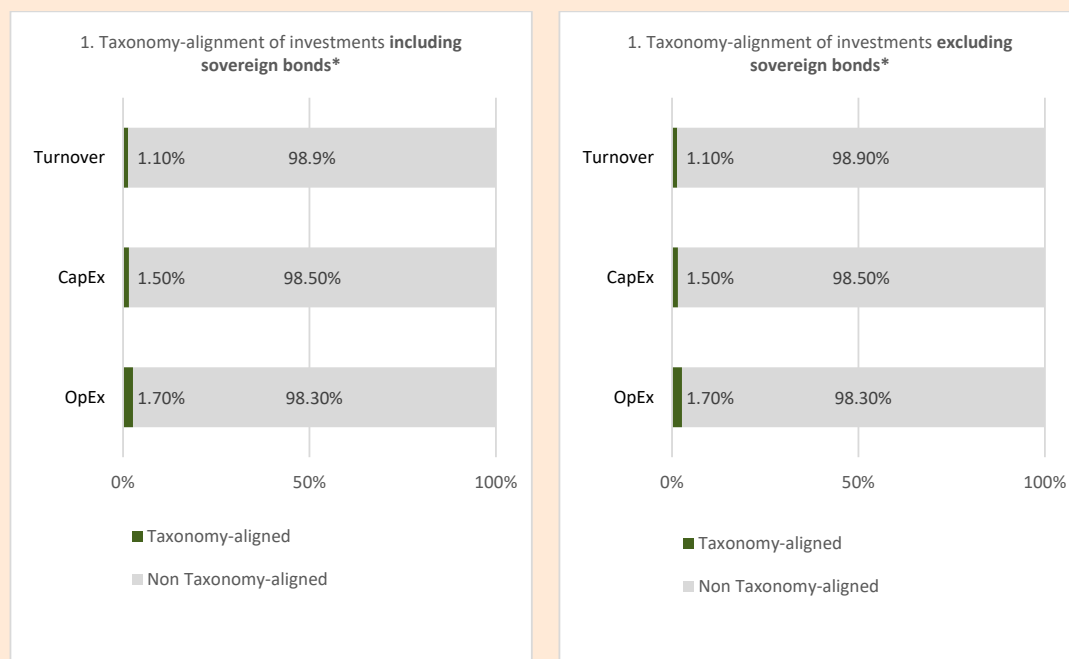 1. Taxonomy-alignment of investments including
sovereign bonds*
Turnover 1.10% 98.9%
CapEx 1.50% 98.50%
OpEx 1.70% 98.30%
0% 50% 100%
Taxonomy-aligned
Non Taxonomy-aligned
1. Taxonomy-alignment of investments excluding
sovereign bonds*
Turnover 1.10% 98.90%
CapEx 1.50% 98.50%
OpEx 1.70% 98.30%
0% 50% 100%
Taxonomy-aligned
Non Taxonomy-aligned